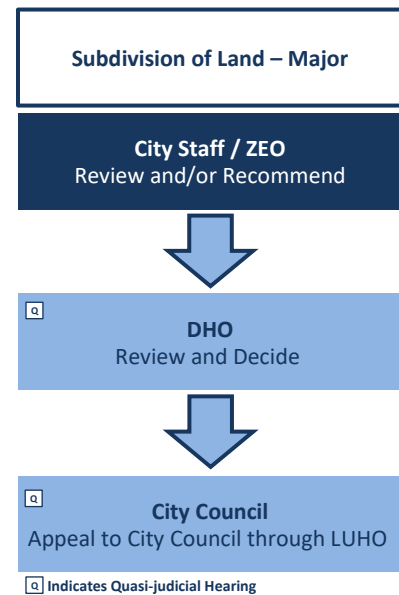 Subdivision of Land – Major
City Staff / ZEO
Review and/or Recommend
Q
DHO
Review and Decide
Q
City Council
Appeal to City Council through LUHO
Q Indicates Quasi-judicial Hearing